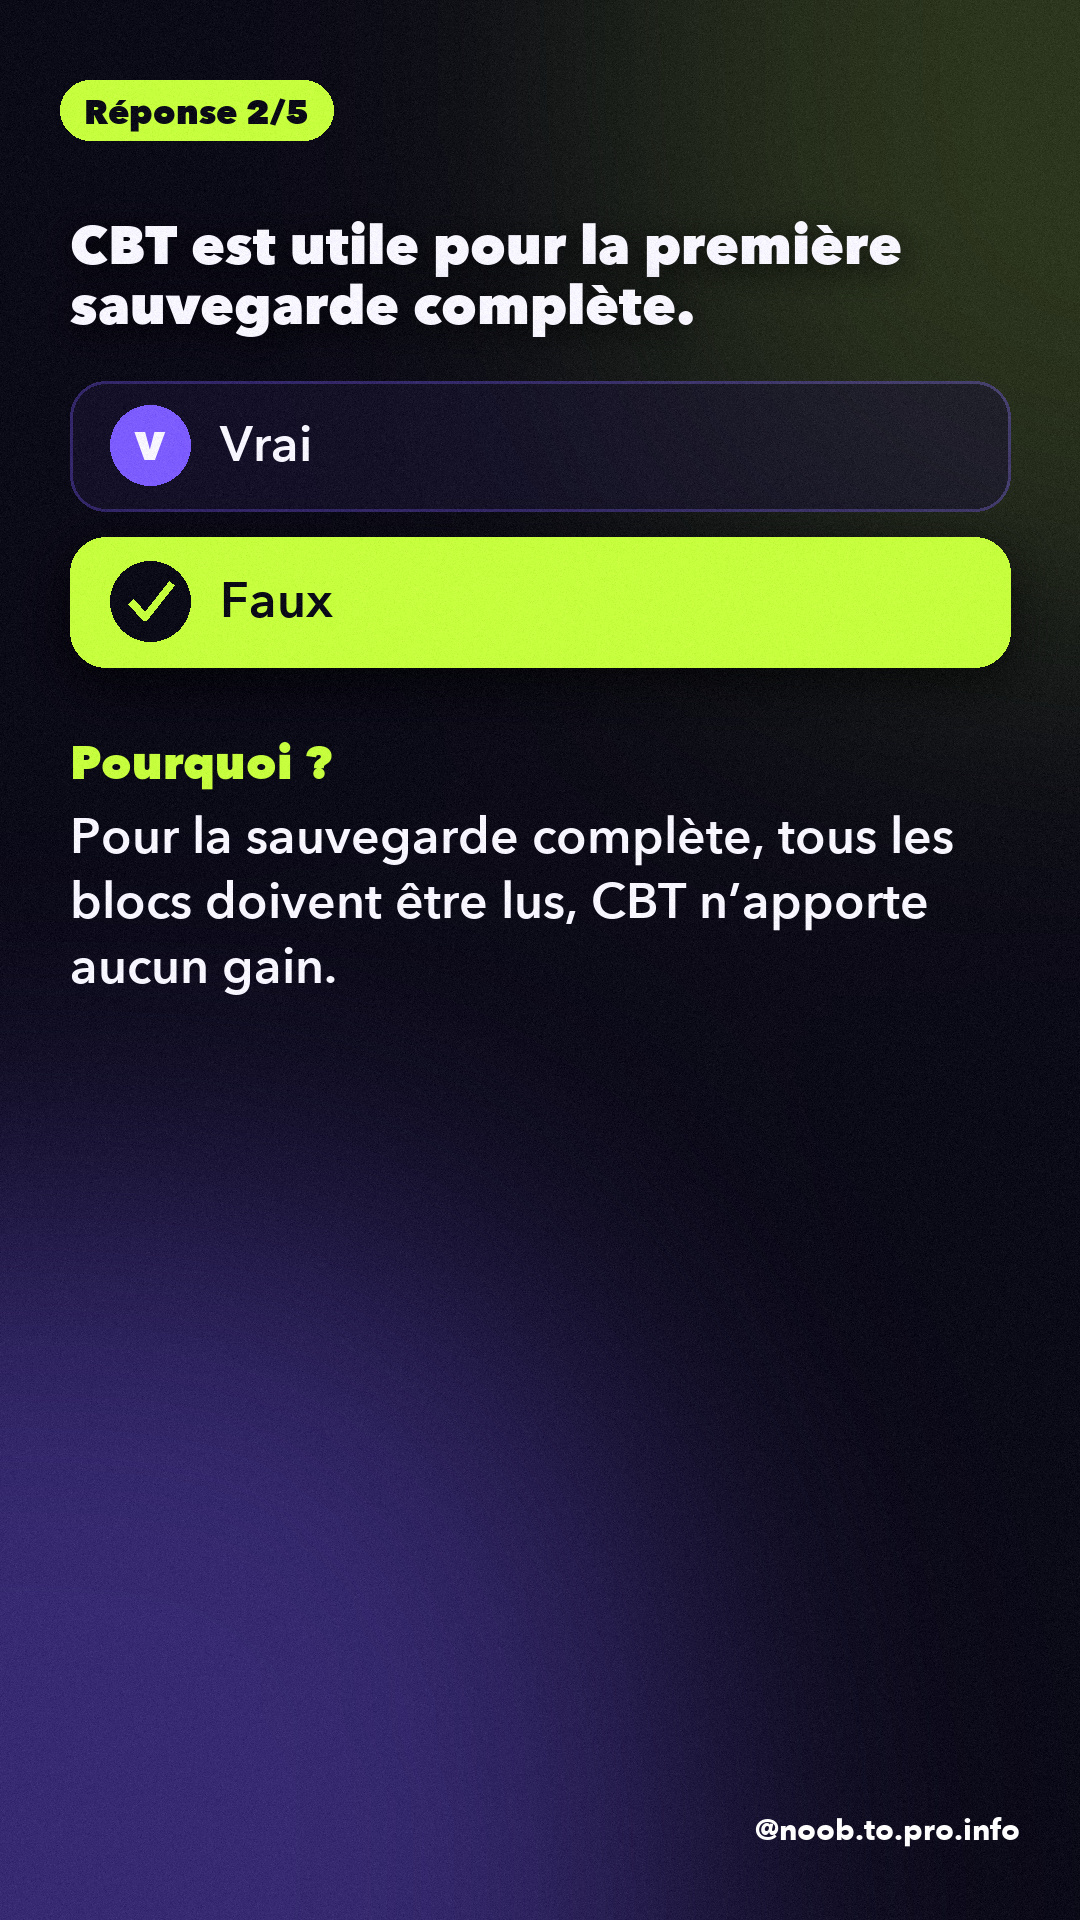 Réponse 2/5
CBT est utile pour la première
sauvegarde complète.
V Vrai
Faux
Pourquoi ?
Pour la sauvegarde complète, tous les
blocs doivent être lus, CBT n’apporte
aucun gain.
@noob.to.pro.info